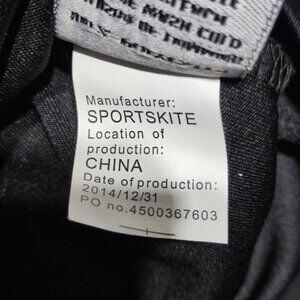 Manufacturer:
SPORTSKITE
Location of
production:
CHINA
Date of production:
2014/12/31
PO no.4500367603